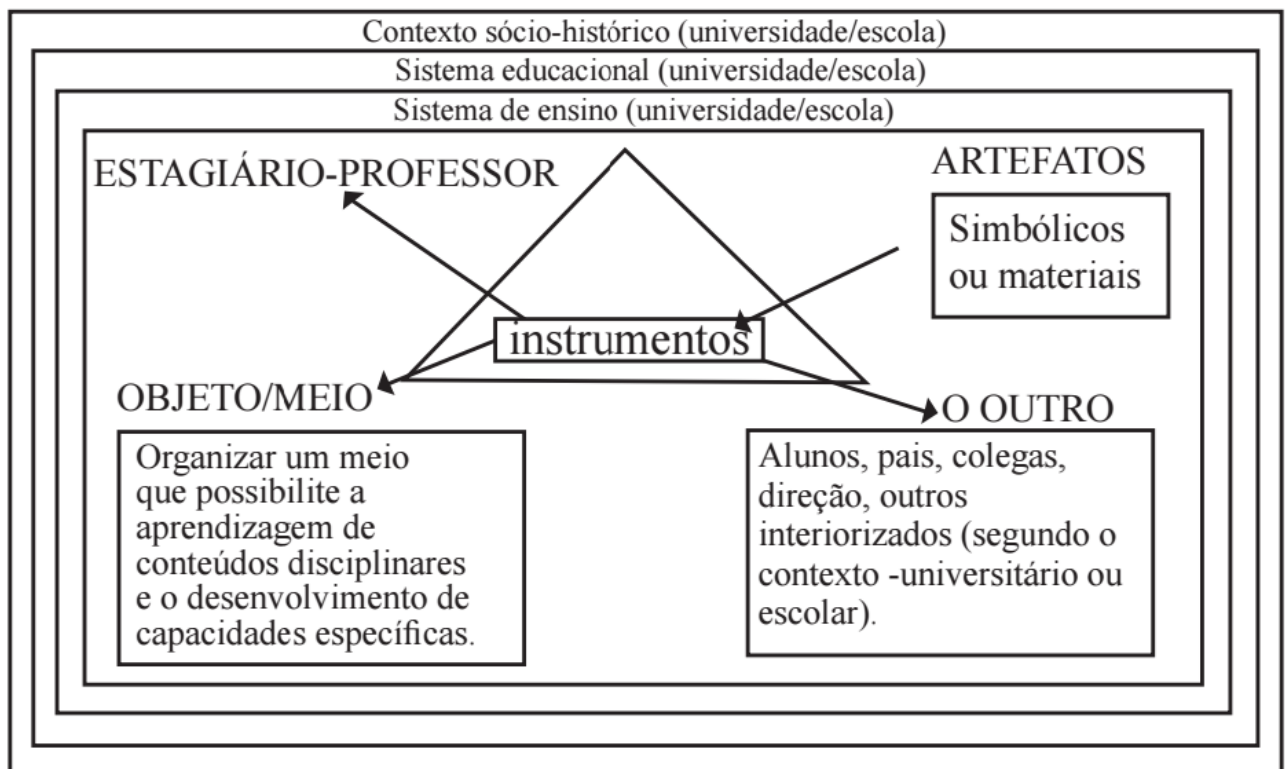 Contexto sócio-histórico (universidade/escola)
Sistema educacional (universidade/escola)
Sistema de ensino (universidade/escola)
ESTAGIÁRIO-PROFESSOR
ARTEFATOS
Simbólicos
ou materiais
instrumentos
OBJETO/MEIO
Organizar um meio
que possibilite a
aprendizagem de
conteúdos disciplinares
e o desenvolvimento de
capacidades específicas.
O OUTRO
Alunos, pais, colegas,
direção, outros
interiorizados (segundo o
contexto -universitário ou
escolar).